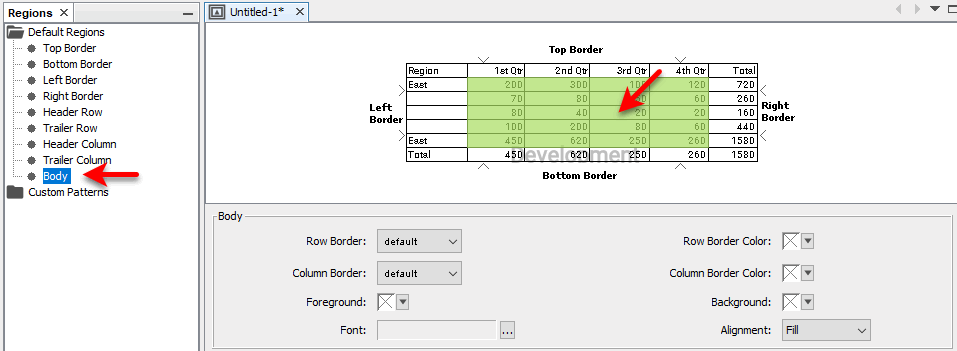 Regions
Untitled-1*
Default Regions
Top Border
Bottom Border
Left Border
Right Border
Header Row
Trailer Row
Header Column
Trailer Column
Body
Custom Patterns
Top Border
Region 1st Qtr 2nd Qtr 3rd Qtr 4th Qtr Total
East 200 300 120 720
70 80 60 260
80 40 20 20 160
100 200 80 60 440
East 450 620 250 260 1580
Total 450 620 250 260 1580
Left Border
Right Border
Development
Bottom Border
Body
Row Border: default
Row Border Color:
Column Border: default
Column Border Color:
Foreground:
Background:
Font: ...
Alignment: Fill